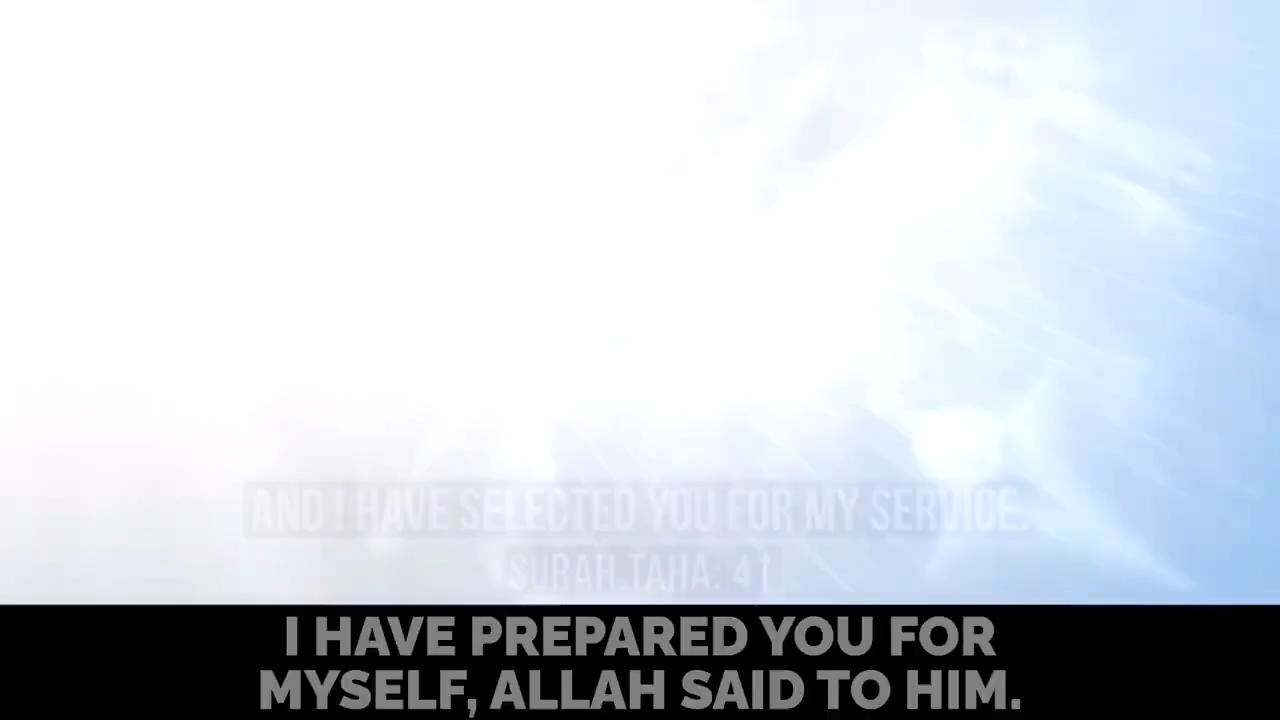 AND I HAVE SELECTED YOU FOR MY SERVICE.
SURAH TAHA: 41
I HAVE PREPARED YOU FOR
MYSELF, ALLAH SAID TO HIM.